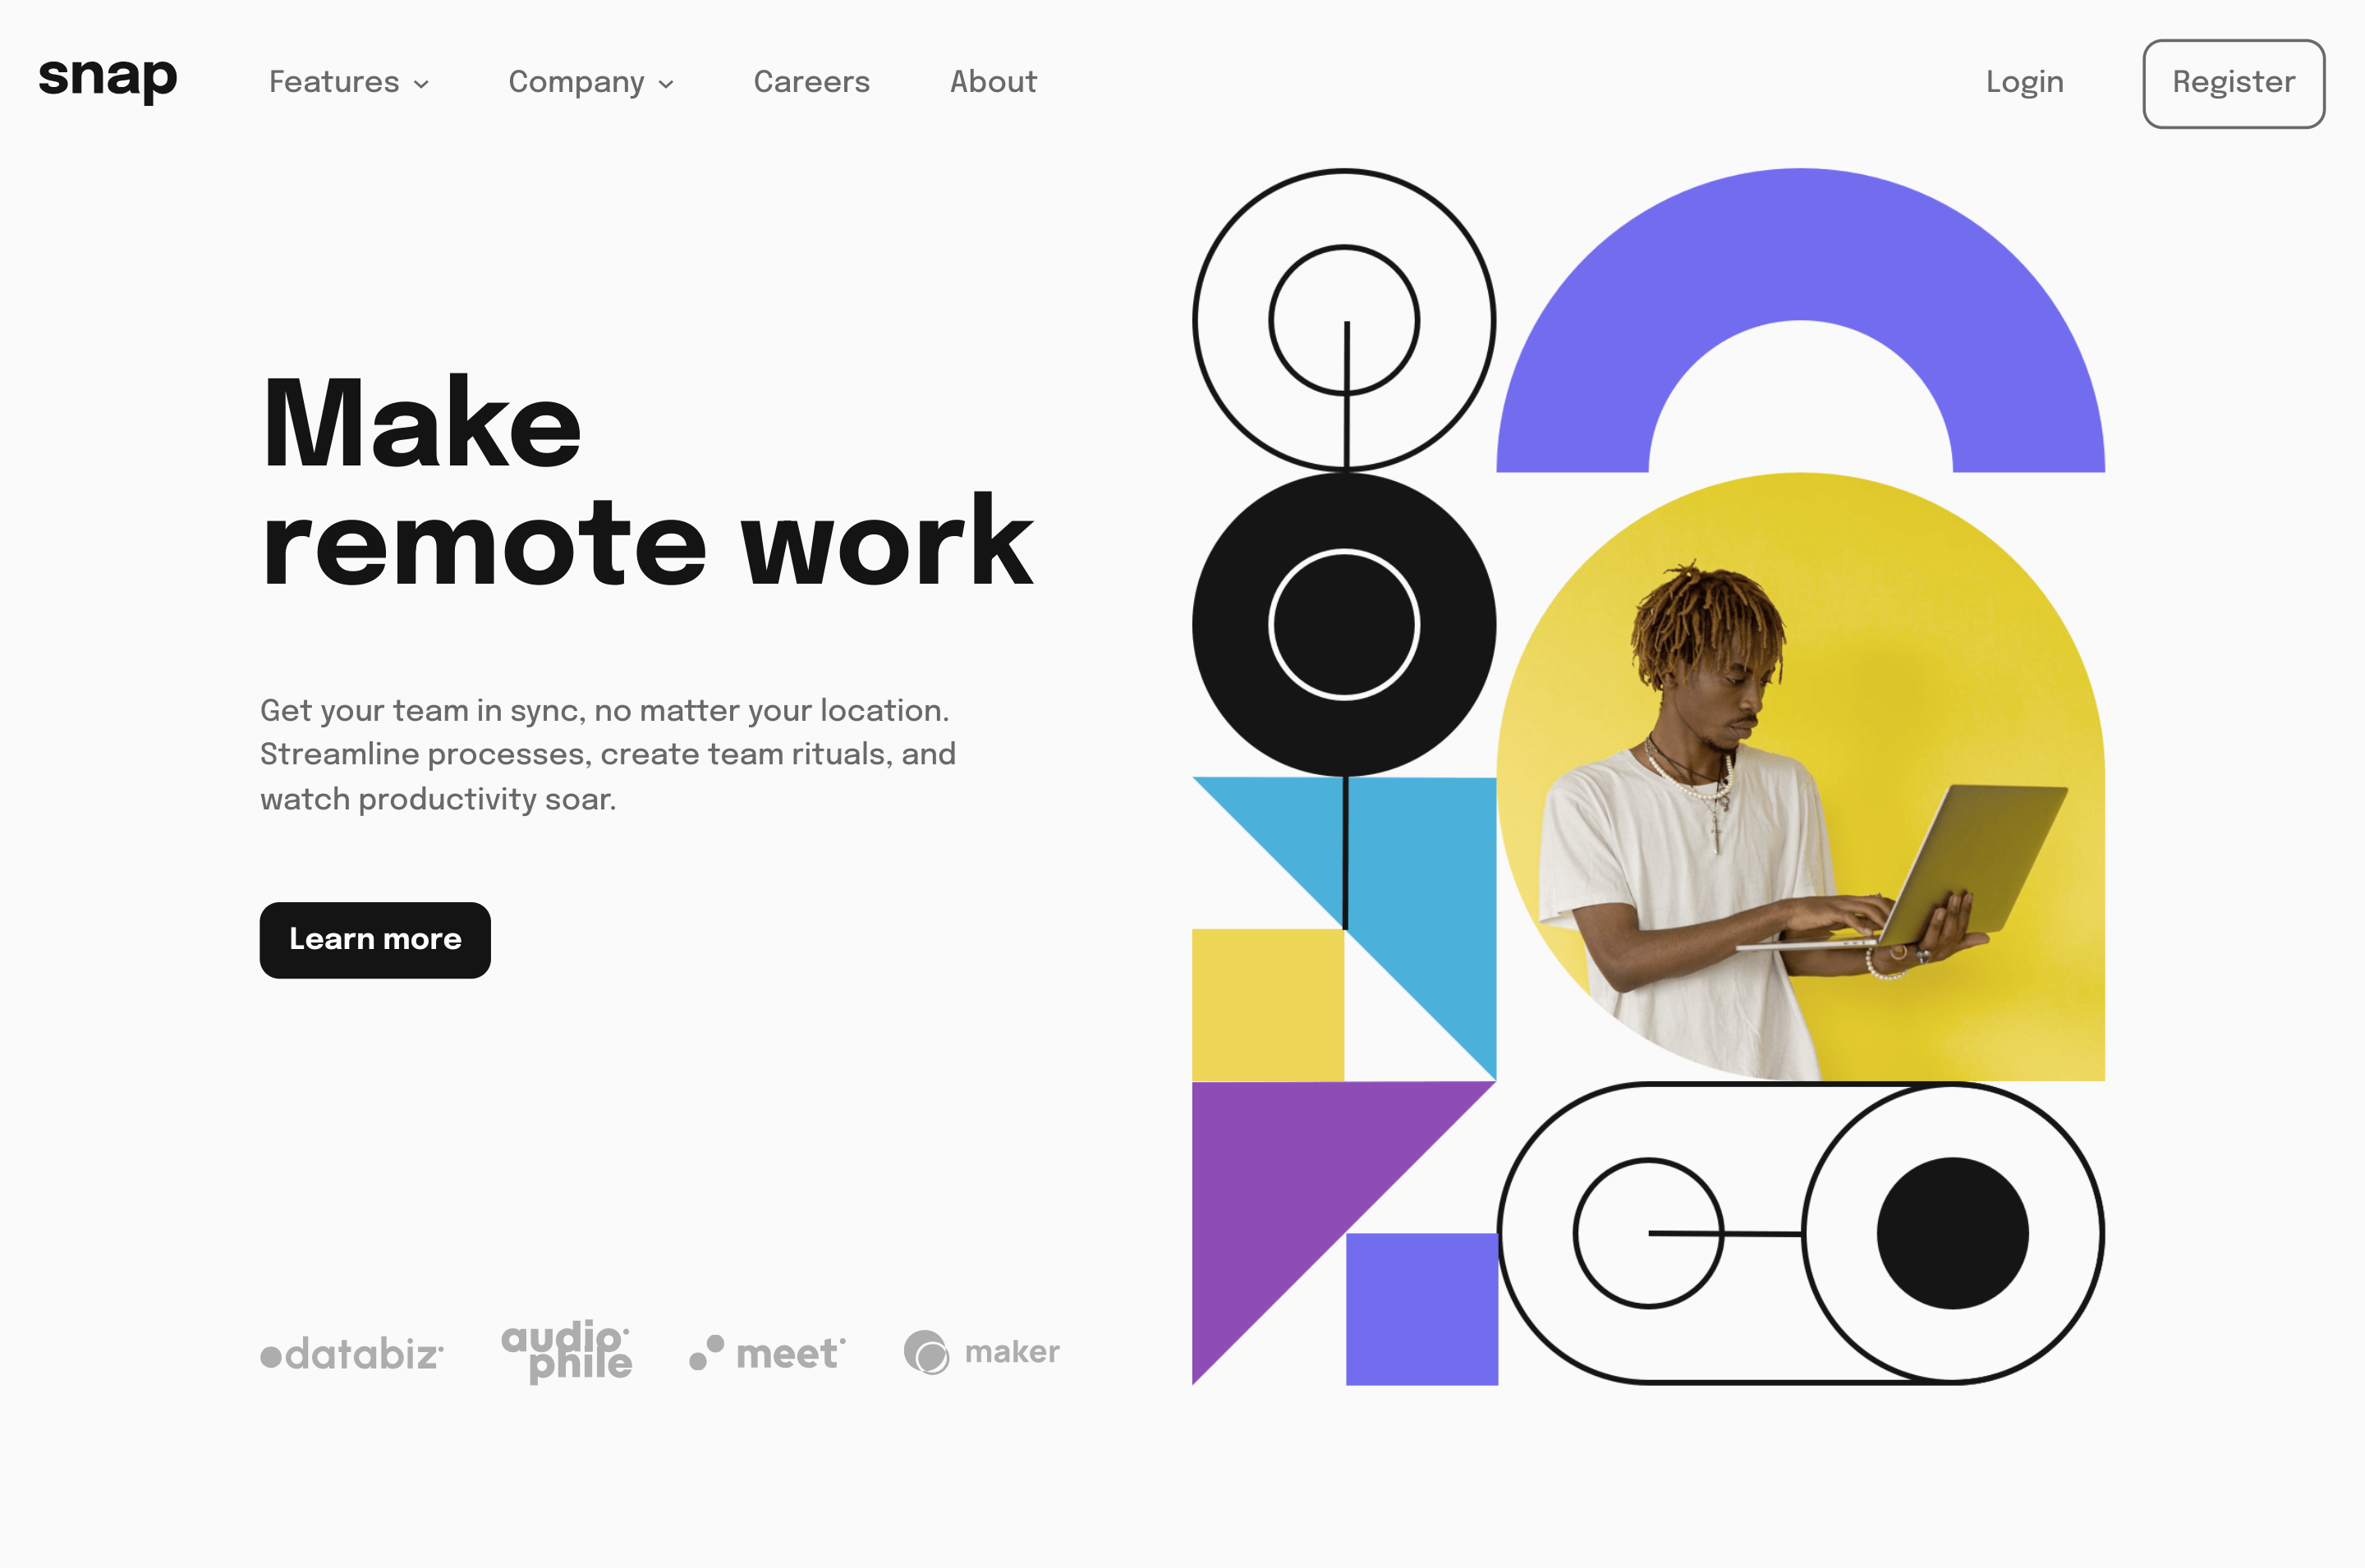 snap
Features
Company
Careers
About
Login
Register
Make
remote work
Get your team in sync, no matter your location.
Streamline processes, create team rituals, and
watch productivity soar.
Learn more
databiz
audio
phile
meet
maker